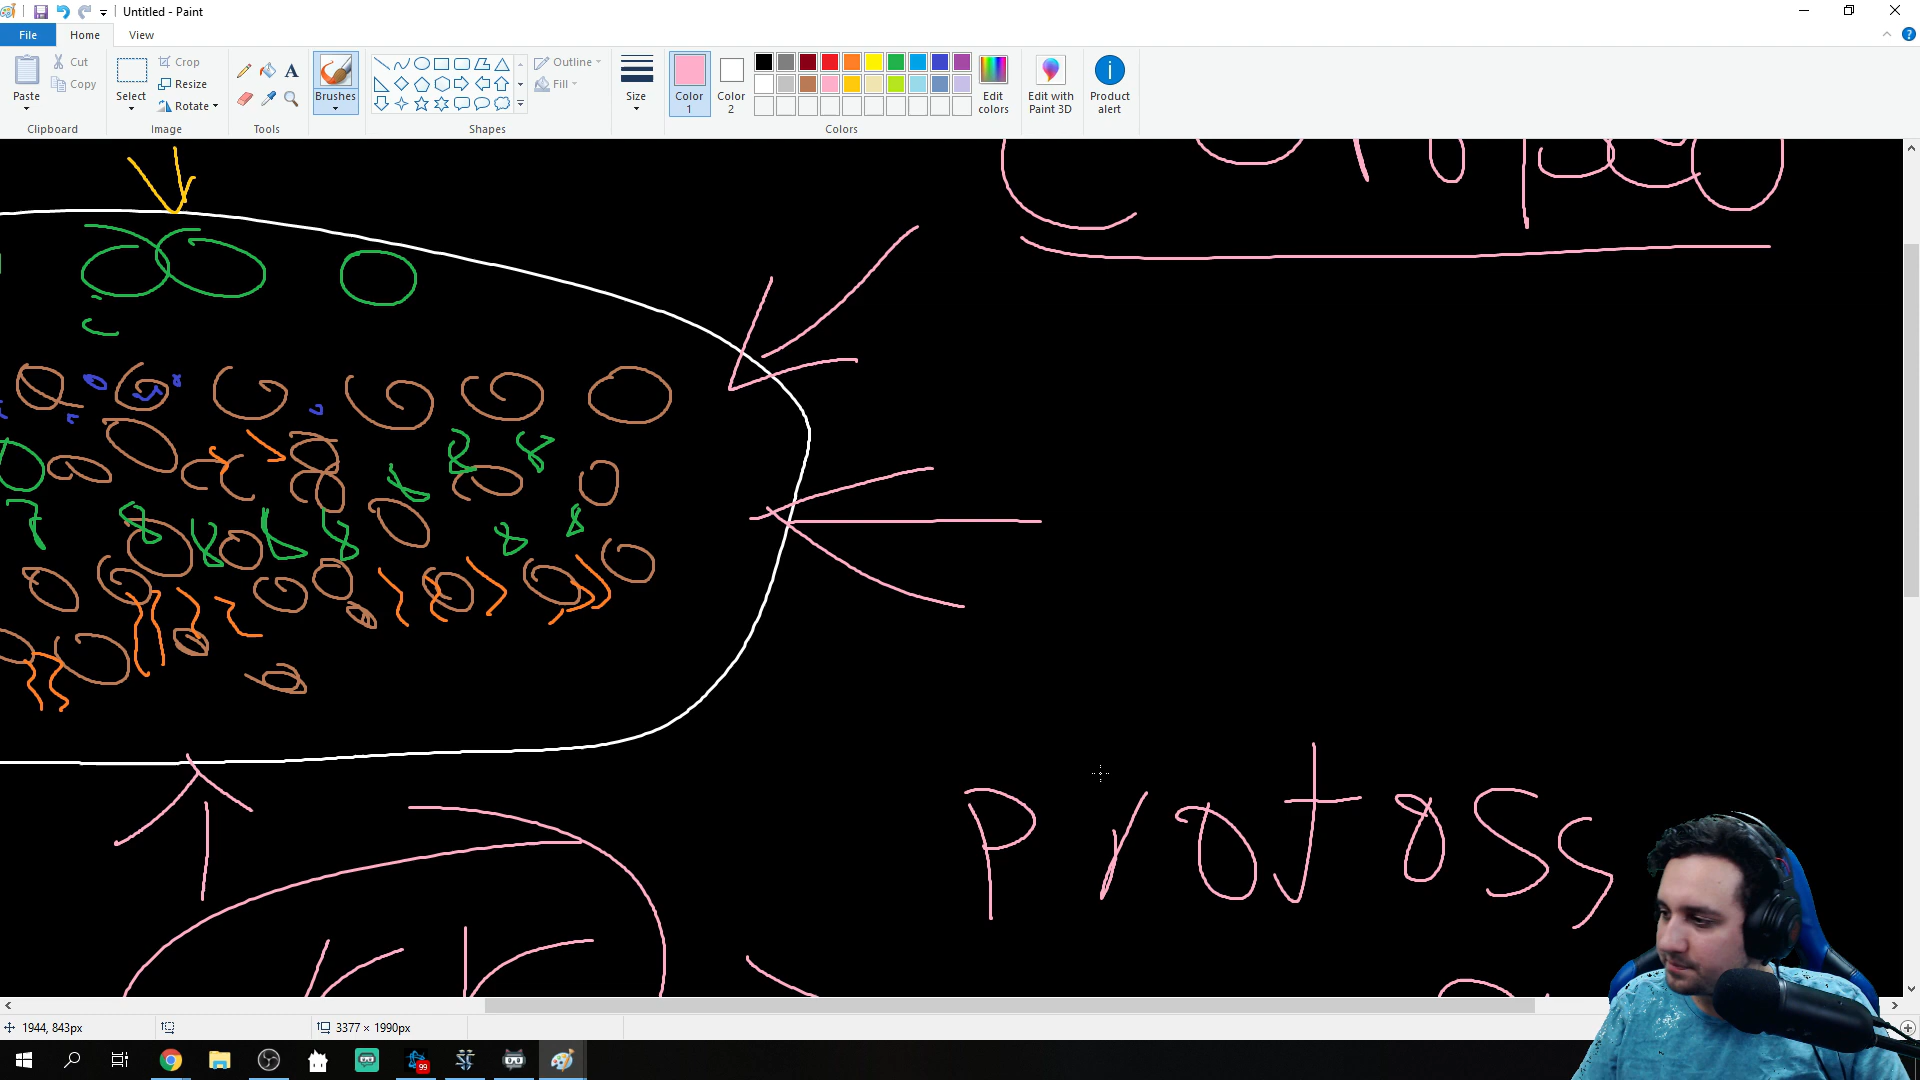 Untitled - Paint
File
Home
View
Paste
Cut
Copy
Clipboard
Select
Crop
Resize
Rotate
Image
Tools
Brushes
Shapes
Outline
Fill
Size
Color 1
Color 2
Colors
Edit colors
Edit with Paint 3D
Product alert
Protoss
1944, 843px
3377 × 1990px
99